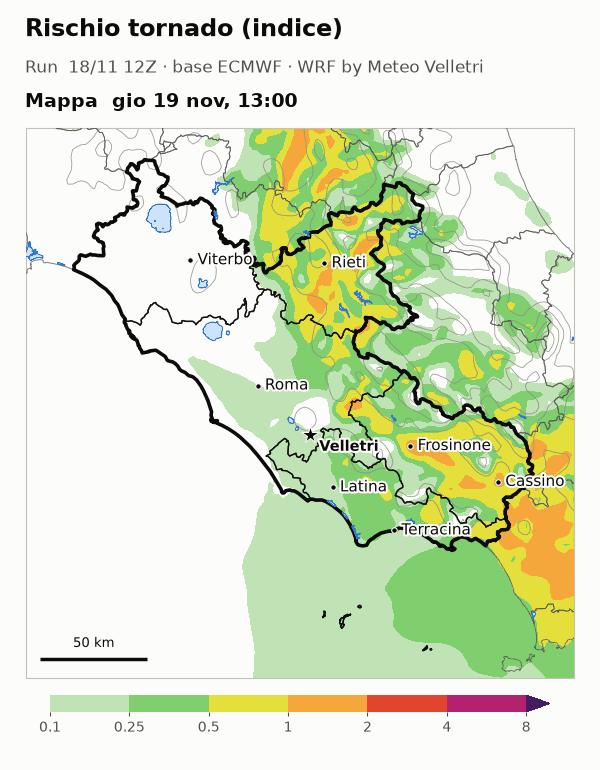 Rischio tornado (indice)
Run  18/11 12Z · base ECMWF · WRF by Meteo Velletri
Mappa  gio 19 nov, 13:00
Viterbo
Rieti
Roma
Velletri
Frosinone
Cassino
Latina
Terracina
50 km
0.1 0.25 0.5 1 2 4 8